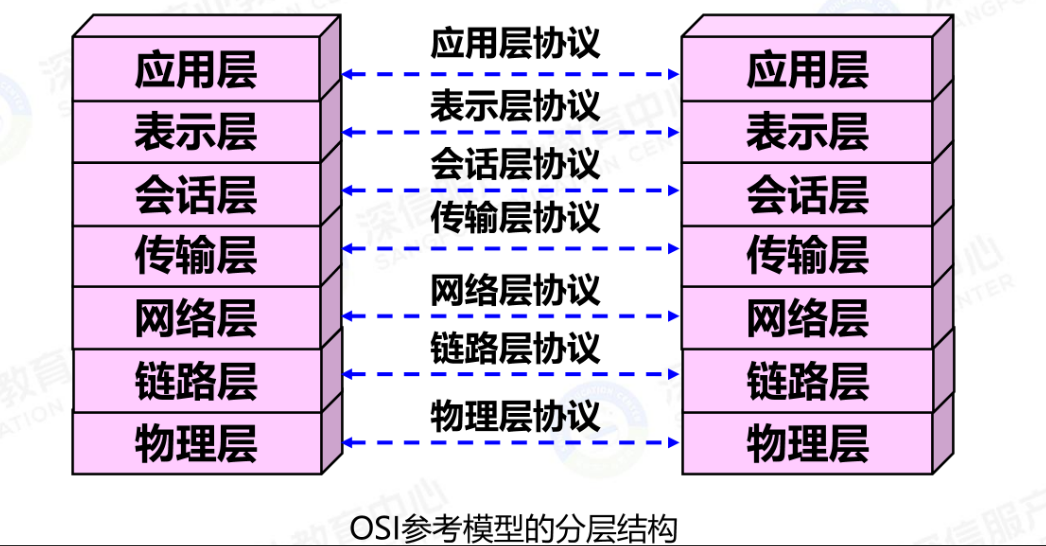 应用层 应用层协议 应用层
表示层 表示层协议 表示层
会话层 会话层协议 会话层
传输层 传输层协议 传输层
网络层 网络层协议 网络层
链路层 链路层协议 链路层
物理层 物理层协议 物理层
OSI参考模型的分层结构